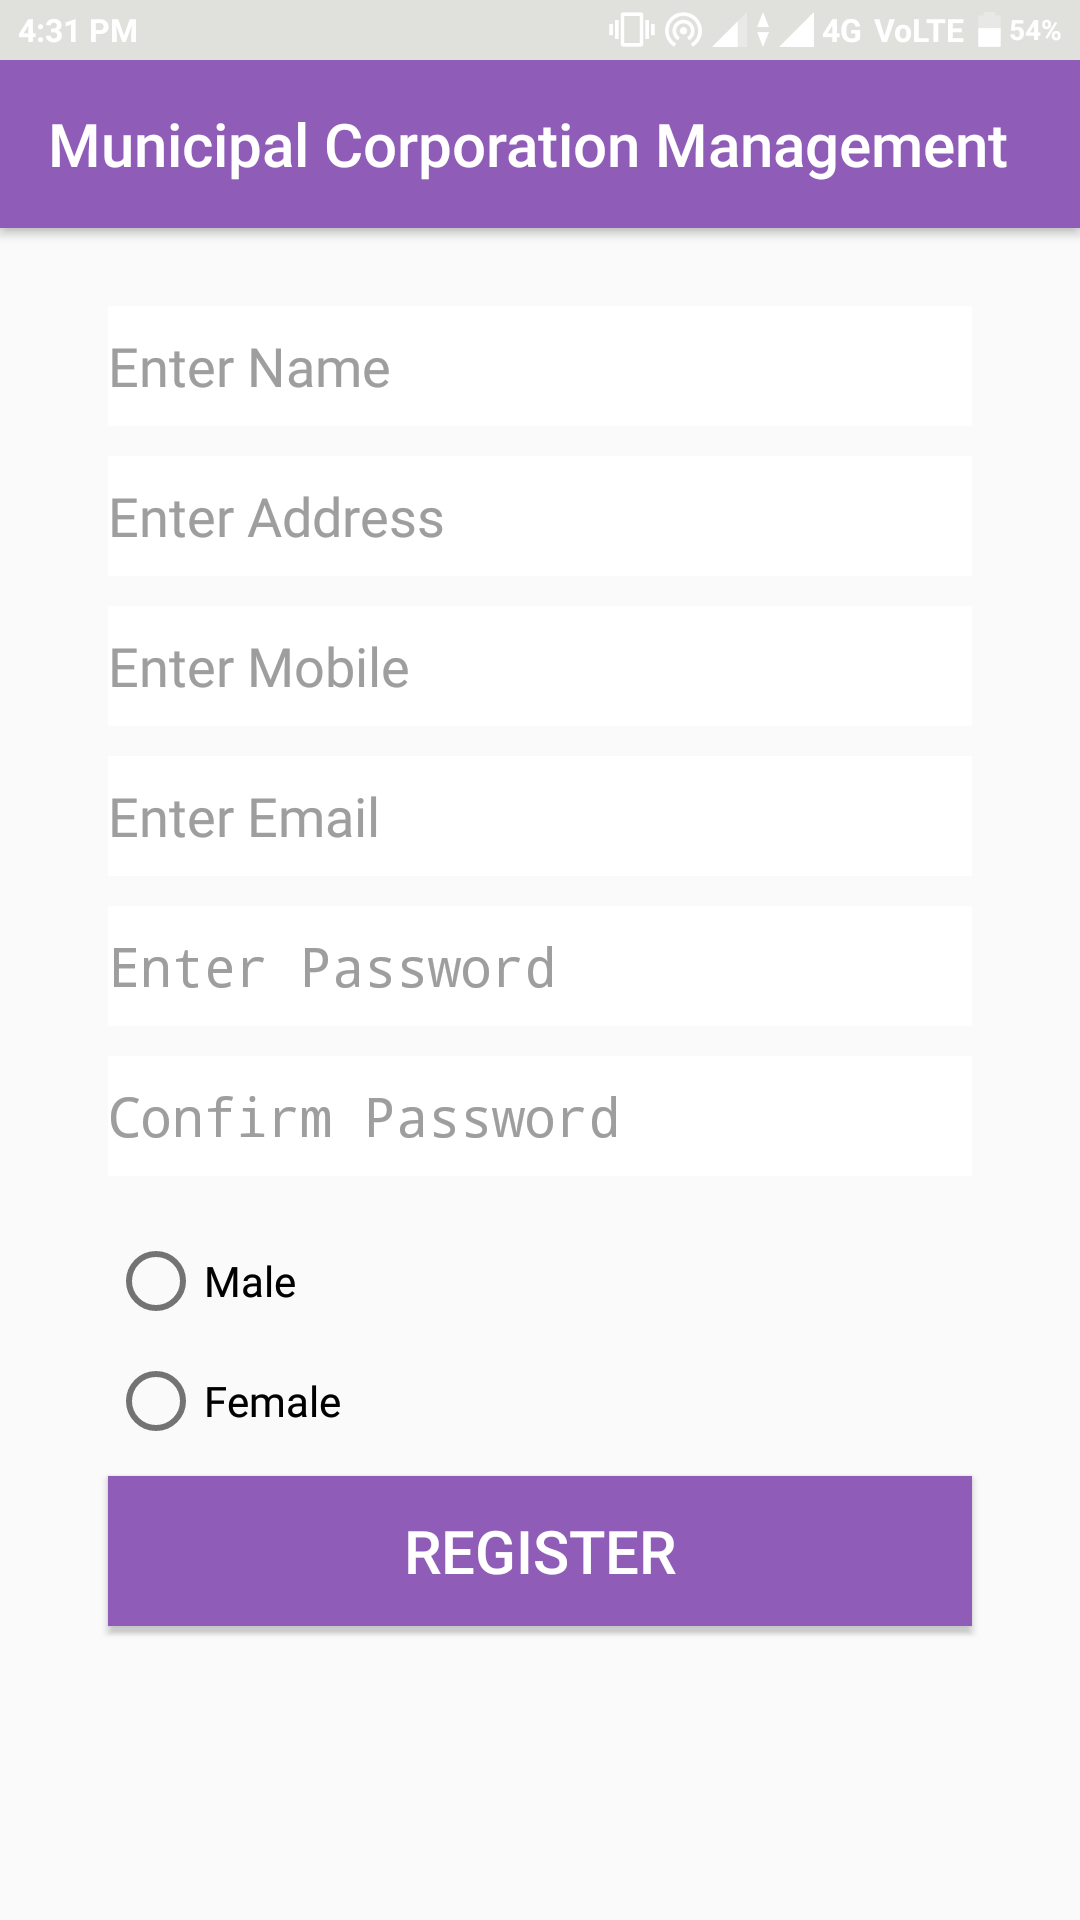 4:31 PM 4G VoLTE 54%
Municipal Corporation Management
Enter Name
Enter Address
Enter Mobile
Enter Email
Enter Password
Confirm Password
Male
Female
REGISTER